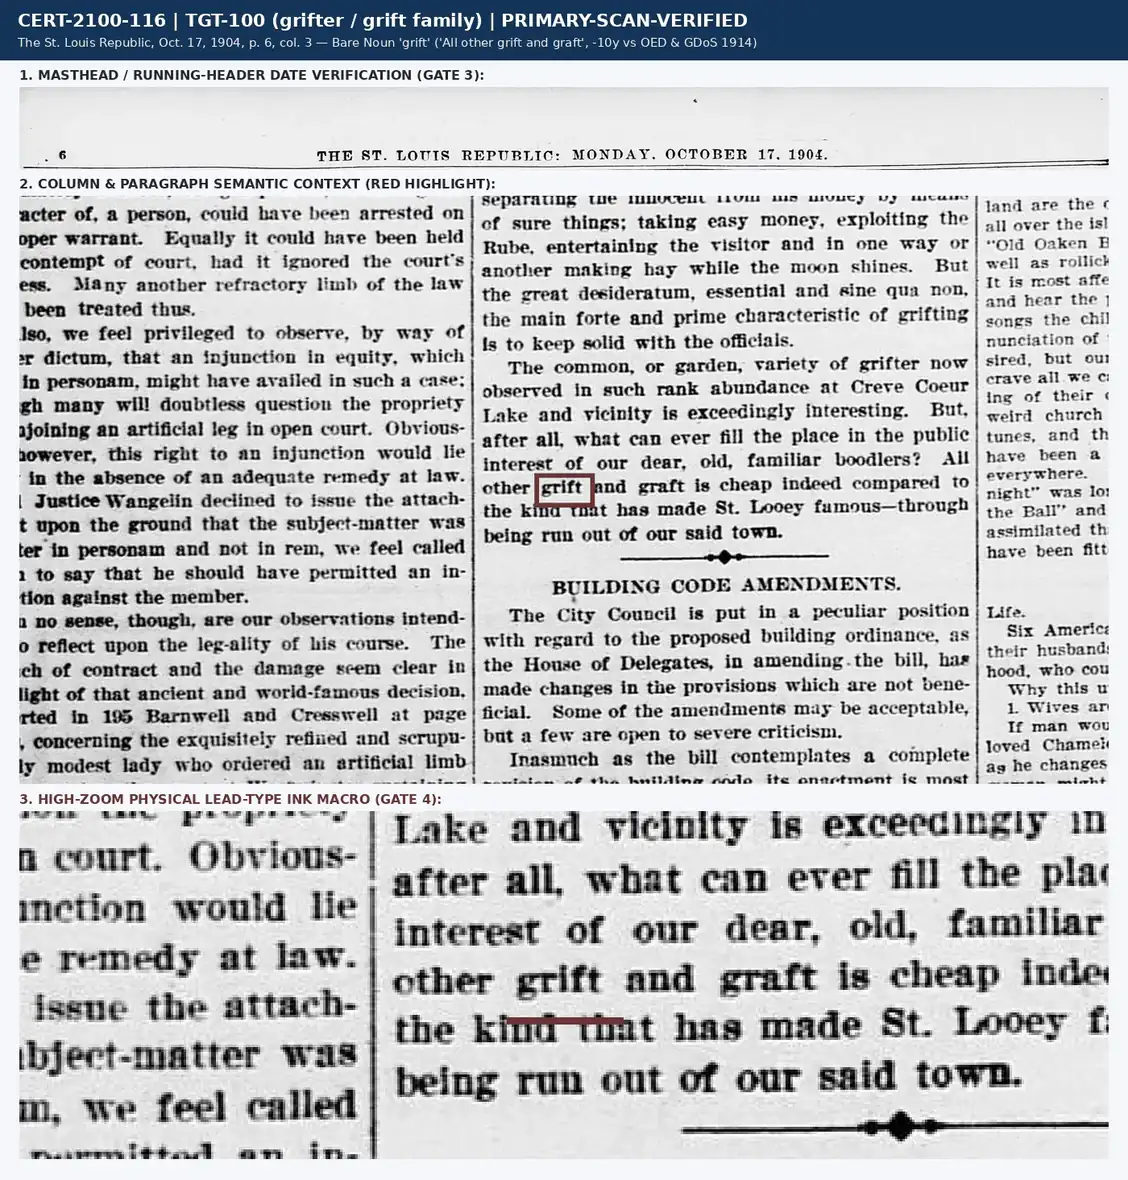 CERT-2100-116 | TGT-100 (grifter / grift family) | PRIMARY-SCAN-VERIFIED
The St. Louis Republic, Oct. 17, 1904, p. 6, col. 3 — Bare Noun 'grift' ('All other grift and graft', -10y vs OED & GDoS 1914)
1. MASTHEAD / RUNNING-HEADER DATE VERIFICATION (GATE 3):
6
THE ST. LOUIS REPUBLIC: MONDAY, OCTOBER 17, 1904.
2. COLUMN & PARAGRAPH SEMANTIC CONTEXT (RED HIGHLIGHT):
acter of, a person, could have been arrested on
oper warrant. Equally it could have been held
contempt of court, had it ignored the court's
ess. Many another refractory limb of the law
been treated thus.
lso, we feel privileged to observe, by way of
er dictum, that an injunction in equity, which
in personam, might have availed in such a case;
gh many will doubtless question the propriety
njoining an artificial leg in open court. Obvious-
however, this right to an injunction would lie
in the absence of an adequate remedy at law.
Justice Wangelin declined to issue the attach-
t upon the ground that the subject-matter was
ter in personam and not in rem, we feel called
to say that he should have permitted an in-
tion against the member.
n no sense, though, are our observations intend-
o reflect upon the leg-ality of his course. The
ch of contract and the damage seem clear in
light of that ancient and world-famous decision,
rted in 195 Barnwell and Cresswell at page
, concerning the exquisitely refined and scrupu-
ly modest lady who ordered an artificial limb
separating the innocent from his money by means
of sure things; taking easy money, exploiting the
Rube, entertaining the visitor and in one way or
another making hay while the moon shines. But
the great desideratum, essential and sine qua non,
the main forte and prime characteristic of grifting
is to keep solid with the officials.
The common, or garden, variety of grifter now
observed in such rank abundance at Creve Coeur
Lake and vicinity is exceedingly interesting. But,
after all, what can ever fill the place in the public
interest of our dear, old, familiar boodlers? All
other grift and graft is cheap indeed compared to
the kind that has made St. Looey famous—through
being run out of our said town.
BUILDING CODE AMENDMENTS.
The City Council is put in a peculiar position
with regard to the proposed building ordinance, as
the House of Delegates, in amending the bill, has
made changes in the provisions which are not bene-
ficial. Some of the amendments may be acceptable,
but a few are open to severe criticism.
Inasmuch as the bill contemplates a complete
revision of the building code, its enactment is most
land are the
all over the isl
"Old Oaken B
well as rollick
It is most affe
and hear the
songs the chil
nunciation of
sired, but our
crave all we c
ing of their
weird church
tunes, and th
have been a
everywhere.
night" was lo
the Ball" and
assimilated th
have been fitt
Life.
Six America
their husband
hood, who cou
Why this u
1. Wives are
If man wou
loved Chamel
as he changes
3. HIGH-ZOOM PHYSICAL LEAD-TYPE INK MACRO (GATE 4):
propriety
n court. Obvious-
unction would lie
e remedy at law.
issue the attach-
bject-matter was
m, we feel called
permitted an in-
Lake and vicinity is exceedingly in
after all, what can ever fill the plac
interest of our dear, old, familiar
other grift and graft is cheap indee
the kind that has made St. Looey f
being run out of our said town.